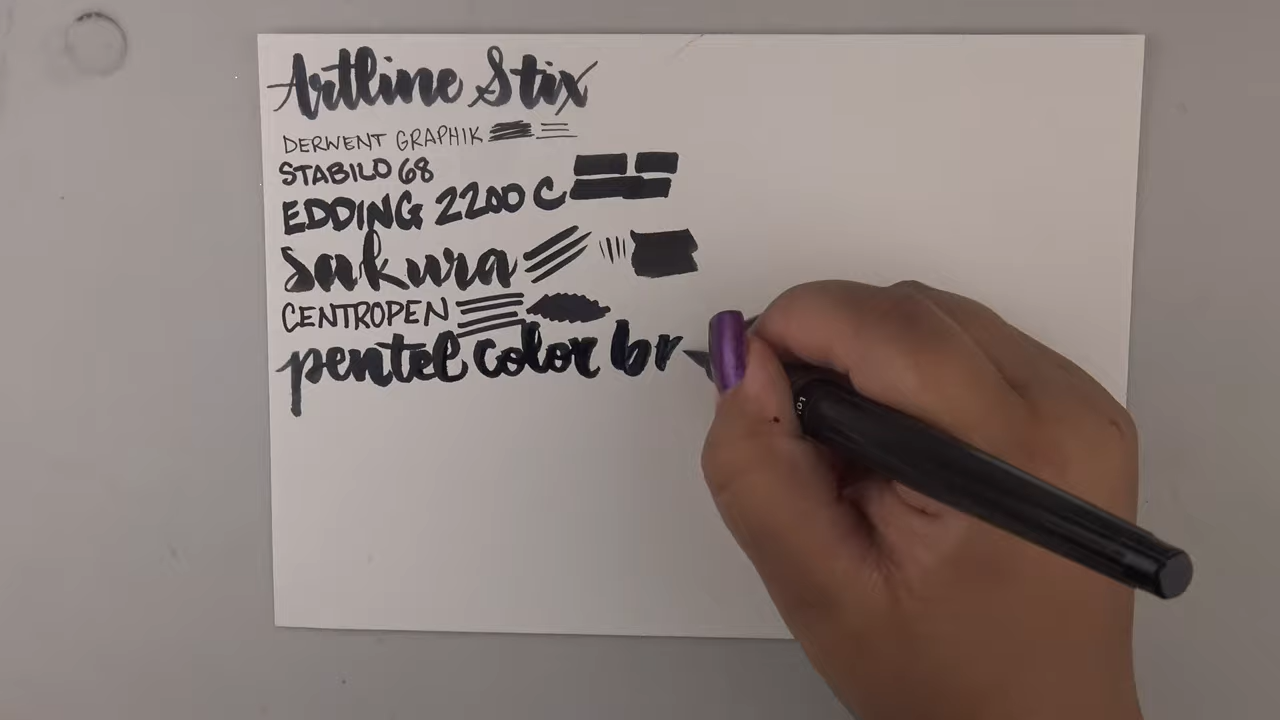 Artline Stix
DERWENT GRAPHIK
STABILO 68
EDDING 2200 C
Sakura
CENTROPEN
pentel color br